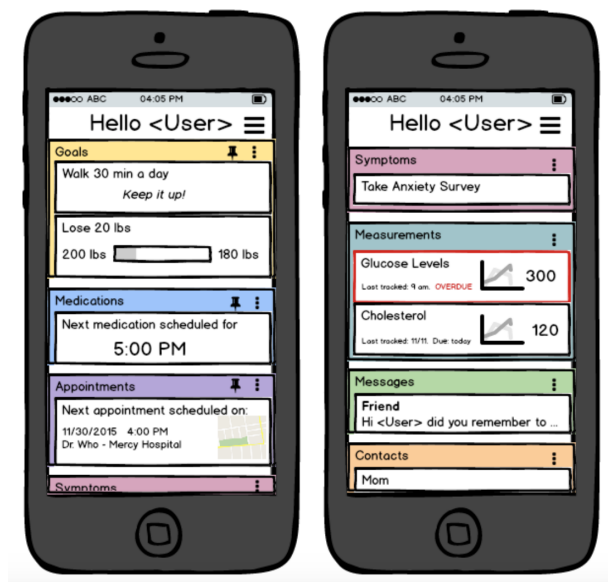 ABC 04:05 PM
Hello <User>
Goals
Walk 30 min a day
Keep it up!
Lose 20 lbs
200 lbs 180 lbs
Medications
Next medication scheduled for
5:00 PM
Appointments
Next appointment scheduled on:
11/30/2015 4:00 PM
Dr. Who - Mercy Hospital
Symptoms
ABC 04:05 PM
Hello <User>
Symptoms
Take Anxiety Survey
Measurements
Glucose Levels
300
Last tracked: 9 am. OVERDUE
Cholesterol
120
Last tracked: 11/11. Due: today
Messages
Friend
Hi <User> did you remember to ...
Contacts
Mom